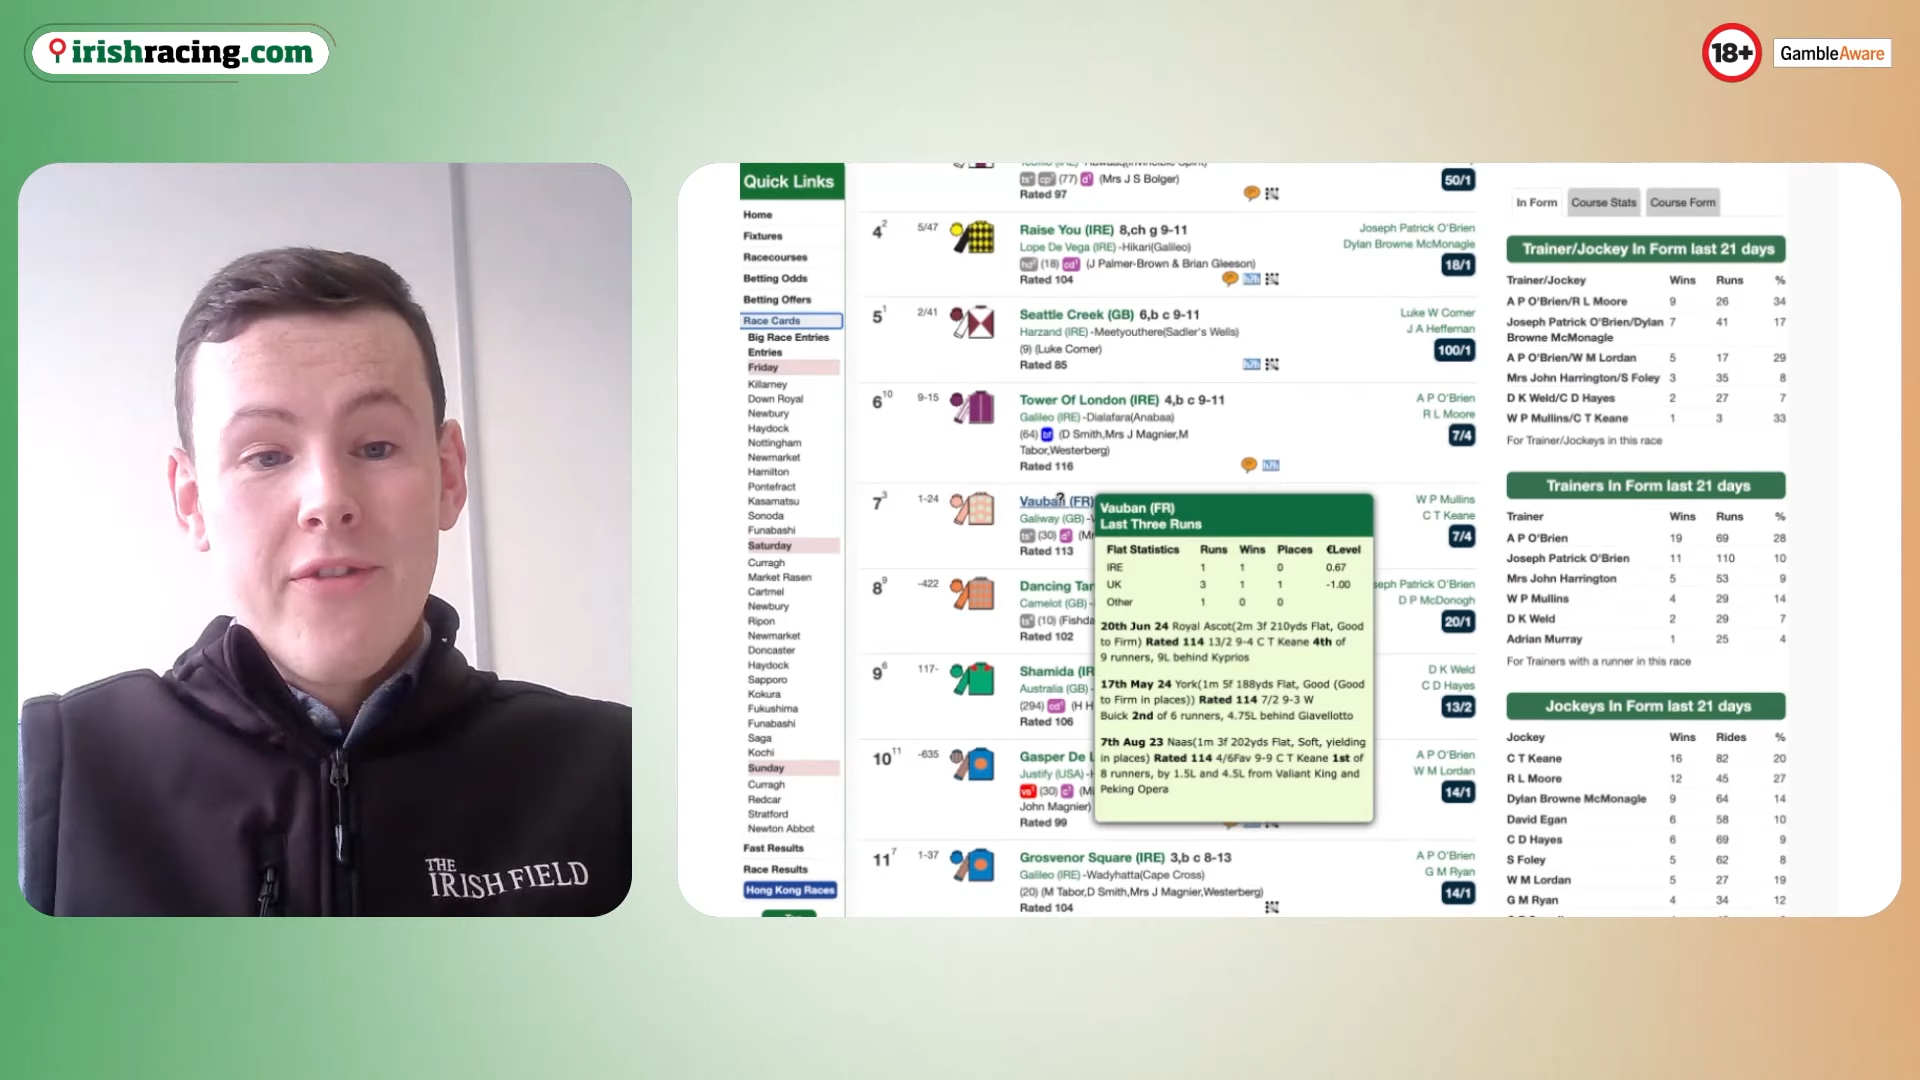 irishracing.com
18+
GambleAware
THE
IRISH FIELD
Quick Links
Home
Fixtures
Racecourses
Betting Odds
Betting Offers
Race Cards
Big Race Entries
Entries
Friday
Killarney
Down Royal
Newbury
Haydock
Nottingham
Newmarket
Hamilton
Pontefract
Kasamatsu
Sonoda
Funabashi
Saturday
Curragh
Market Rasen
Cartmel
Newbury
Ripon
Newmarket
Doncaster
Haydock
Sapporo
Kokura
Fukushima
Funabashi
Saga
Kochi
Sunday
Curragh
Redcar
Stratford
Newton Abbot
Fast Results
Race Results
Hong Kong Races
(77) d¹ (Mrs J S Bolger)
Rated 97
50/1
4² 5/47 Raise You (IRE) 8,ch g 9-11
Lope De Vega (IRE) -Hikari(Galileo)
(18) (J Palmer-Brown & Brian Gleeson)
Rated 104
Joseph Patrick O'Brien
Dylan Browne McMonagle
18/1
5¹ 2/41 Seattle Creek (GB) 6,b c 9-11
Harzand (IRE) -Meetyouthere(Sadler's Wells)
(9) (Luke Comer)
Rated 85
h2h
Luke W Comer
J A Heffernan
100/1
6¹⁰ 9-15 Tower Of London (IRE) 4,b c 9-11
Galileo (IRE) -Dialafara(Anabaa)
(64) bf (D Smith,Mrs J Magnier,M
Tabor,Westerberg)
Rated 116
h2h
A P O'Brien
R L Moore
7/4
7³ 1-24 Vauban (FR)
Galiway (GB)
(30)
Rated 113
W P Mullins
C T Keane
7/4
Vauban (FR)
Last Three Runs
Flat Statistics Runs Wins Places €Level
IRE 1 1 0 0.67
UK 3 1 1 -1.00
Other 1 0 0
20th Jun 24 Royal Ascot(2m 3f 210yds Flat, Good
to Firm) Rated 114 13/2 9-4 C T Keane 4th of
9 runners, 9L behind Kyprios
17th May 24 York(1m 5f 188yds Flat, Good (Good
to Firm in places)) Rated 114 7/2 9-3 W
Buick 2nd of 6 runners, 4.75L behind Giavellotto
7th Aug 23 Naas(1m 3f 202yds Flat, Soft, yielding
in places) Rated 114 4/6Fav 9-9 C T Keane 1st of
8 runners, by 1.5L and 4.5L from Valiant King and
Peking Opera
8⁹ -422 Dancing
Camelot (GB)
(10)
Rated 102
seph Patrick O'Brien
D P McDonogh
20/1
9⁶ 117- Shamida (IR
Australia (GB)
(294)
Rated 106
D K Weld
C D Hayes
13/2
10¹¹ -635 Gasper De
Justify (USA)
(30)
John Magnier)
Rated 99
A P O'Brien
W M Lordan
14/1
11⁷ 1-37 Grosvenor Square (IRE) 3,b c 8-13
Galileo (IRE) -Wadyhatta(Cape Cross)
(20) (M Tabor,D Smith,Mrs J Magnier,Westerberg)
Rated 104
A P O'Brien
G M Ryan
14/1
In Form Course Stats Course Form
Trainer/Jockey In Form last 21 days
Trainer/Jockey Wins Runs %
A P O'Brien/R L Moore 9 26 34
Joseph Patrick O'Brien/Dylan 7 41 17
Browne McMonagle
A P O'Brien/W M Lordan 5 17 29
Mrs John Harrington/S Foley 3 35 8
D K Weld/C D Hayes 2 27 7
W P Mullins/C T Keane 1 3 33
For Trainer/Jockeys in this race
Trainers In Form last 21 days
Trainer Wins Runs %
A P O'Brien 19 69 28
Joseph Patrick O'Brien 11 110 10
Mrs John Harrington 5 53 9
W P Mullins 4 29 14
D K Weld 2 29 7
Adrian Murray 1 25 4
For Trainers with a runner in this race
Jockeys In Form last 21 days
Jockey Wins Rides %
C T Keane 16 82 20
R L Moore 12 45 27
Dylan Browne McMonagle 9 64 14
David Egan 6 58 10
C D Hayes 6 69 9
S Foley 5 62 8
W M Lordan 5 27 19
G M Ryan 4 34 12